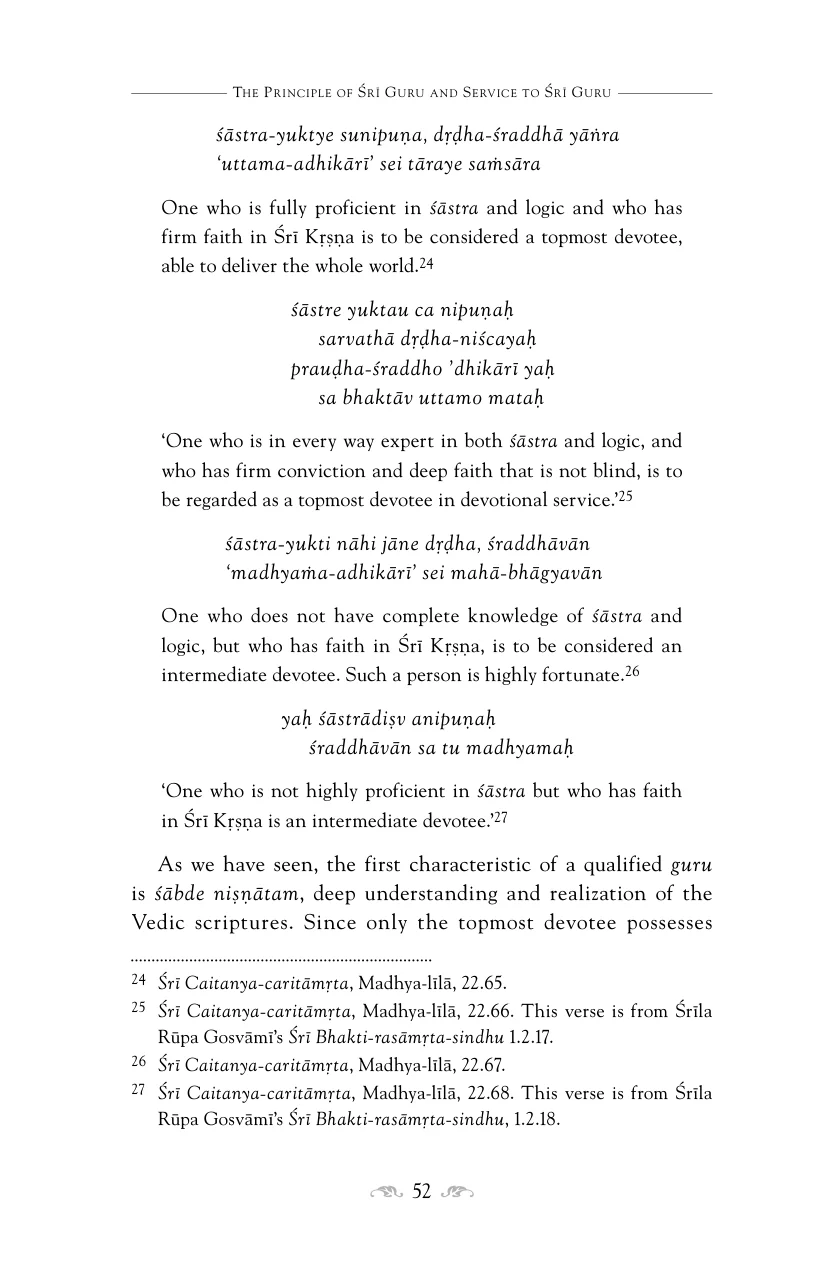 The Principle of Śrī Guru and Service to Śrī Guru
śāstra-yuktye sunipuṇa, dṛḍha-śraddhā yāṅra
‘uttama-adhikārī’ sei tāraye saṁsāra
One who is fully proficient in śāstra and logic and who has
firm faith in Śrī Kṛṣṇa is to be considered a topmost devotee,
able to deliver the whole world.24
śāstre yuktau ca nipuṇaḥ
sarvathā dṛḍha-niścayaḥ
prauḍha-śraddho ’dhikārī yaḥ
sa bhaktāv uttamo mataḥ
‘One who is in every way expert in both śāstra and logic, and
who has firm conviction and deep faith that is not blind, is to
be regarded as a topmost devotee in devotional service.’25
śāstra-yukti nāhi jāne dṛḍha, śraddhāvān
‘madhyaṁa-adhikārī’ sei mahā-bhāgyavān
One who does not have complete knowledge of śāstra and
logic, but who has faith in Śrī Kṛṣṇa, is to be considered an
intermediate devotee. Such a person is highly fortunate.26
yaḥ śāstrādiṣv anipuṇaḥ
śraddhāvān sa tu madhyamaḥ
‘One who is not highly proficient in śāstra but who has faith
in Śrī Kṛṣṇa is an intermediate devotee.’27
As we have seen, the first characteristic of a qualified guru
is śābde niṣṇātam, deep understanding and realization of the
Vedic scriptures. Since only the topmost devotee possesses
24 Śrī Caitanya-caritāmṛta, Madhya-līlā, 22.65.
25 Śrī Caitanya-caritāmṛta, Madhya-līlā, 22.66. This verse is from Śrīla
Rūpa Gosvāmī’s Śrī Bhakti-rasāmṛta-sindhu 1.2.17.
26 Śrī Caitanya-caritāmṛta, Madhya-līlā, 22.67.
27 Śrī Caitanya-caritāmṛta, Madhya-līlā, 22.68. This verse is from Śrīla
Rūpa Gosvāmī’s Śrī Bhakti-rasāmṛta-sindhu, 1.2.18.
52